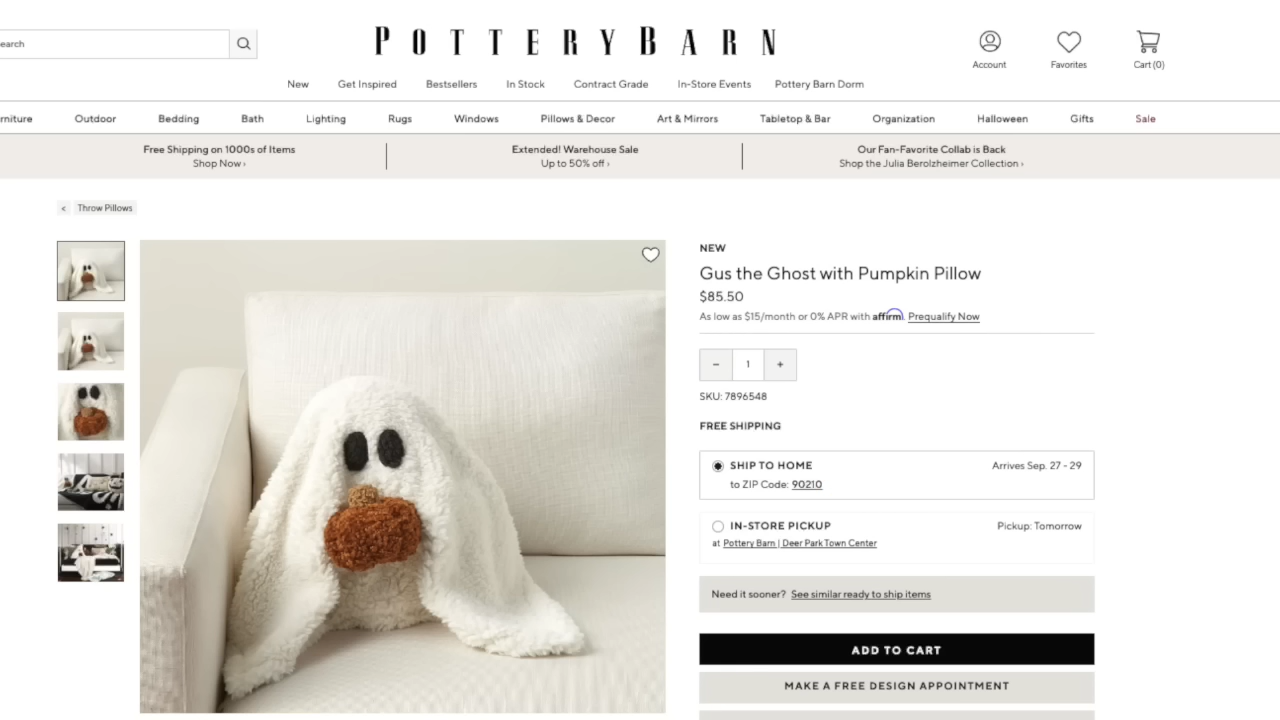 earch
POTTERYBARN
Account
Favorites
Cart (0)
New Get Inspired Bestsellers In Stock Contract Grade In-Store Events Pottery Barn Dorm
rniture Outdoor Bedding Bath Lighting Rugs Windows Pillows & Decor Art & Mirrors Tabletop & Bar Organization Halloween Gifts Sale
Free Shipping on 1000s of Items
Shop Now ›
Extended! Warehouse Sale
Up to 50% off ›
Our Fan-Favorite Collab is Back
Shop the Julia Berolzheimer Collection ›
< Throw Pillows
NEW
Gus the Ghost with Pumpkin Pillow
$85.50
As low as $15/month or 0% APR with affirm. Prequalify Now
− 1 +
SKU: 7896548
FREE SHIPPING
SHIP TO HOME Arrives Sep. 27 - 29
to ZIP Code: 90210
IN-STORE PICKUP Pickup: Tomorrow
at Pottery Barn | Deer Park Town Center
Need it sooner? See similar ready to ship items
ADD TO CART
MAKE A FREE DESIGN APPOINTMENT